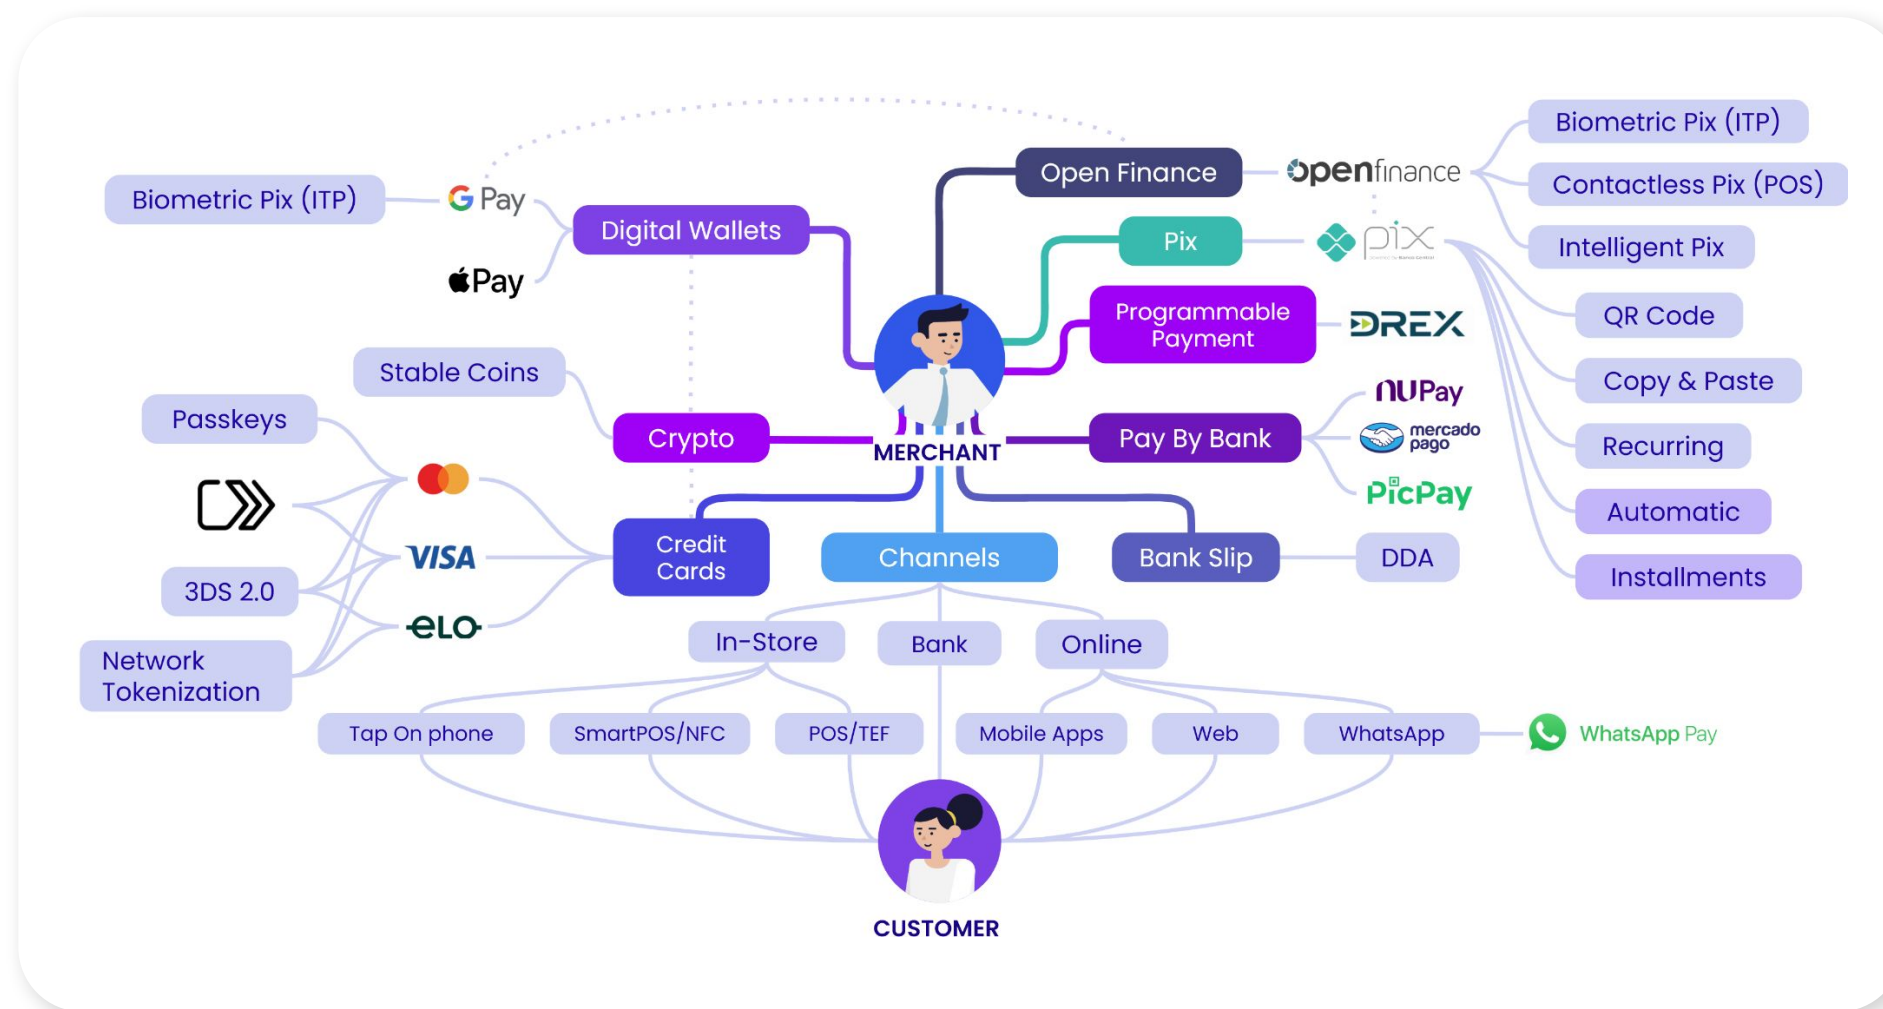 Biometric Pix (ITP)
Open Finance
openfinance
Contactless Pix (POS)
Biometric Pix (ITP)
G Pay
Digital Wallets
Pix
pix
Intelligent Pix
Pay
Programmable
Payment
DREX
QR Code
Stable Coins
Copy & Paste
Passkeys
NUPay
Crypto
MERCHANT
Pay By Bank
mercado
pago
Recurring
PicPay
Automatic
Credit
Cards
Channels
Bank Slip
DDA
VISA
Installments
3DS 2.0
elo
In-Store
Bank
Online
Network
Tokenization
Tap On phone
SmartPOS/NFC
POS/TEF
Mobile Apps
Web
WhatsApp
WhatsApp Pay
CUSTOMER